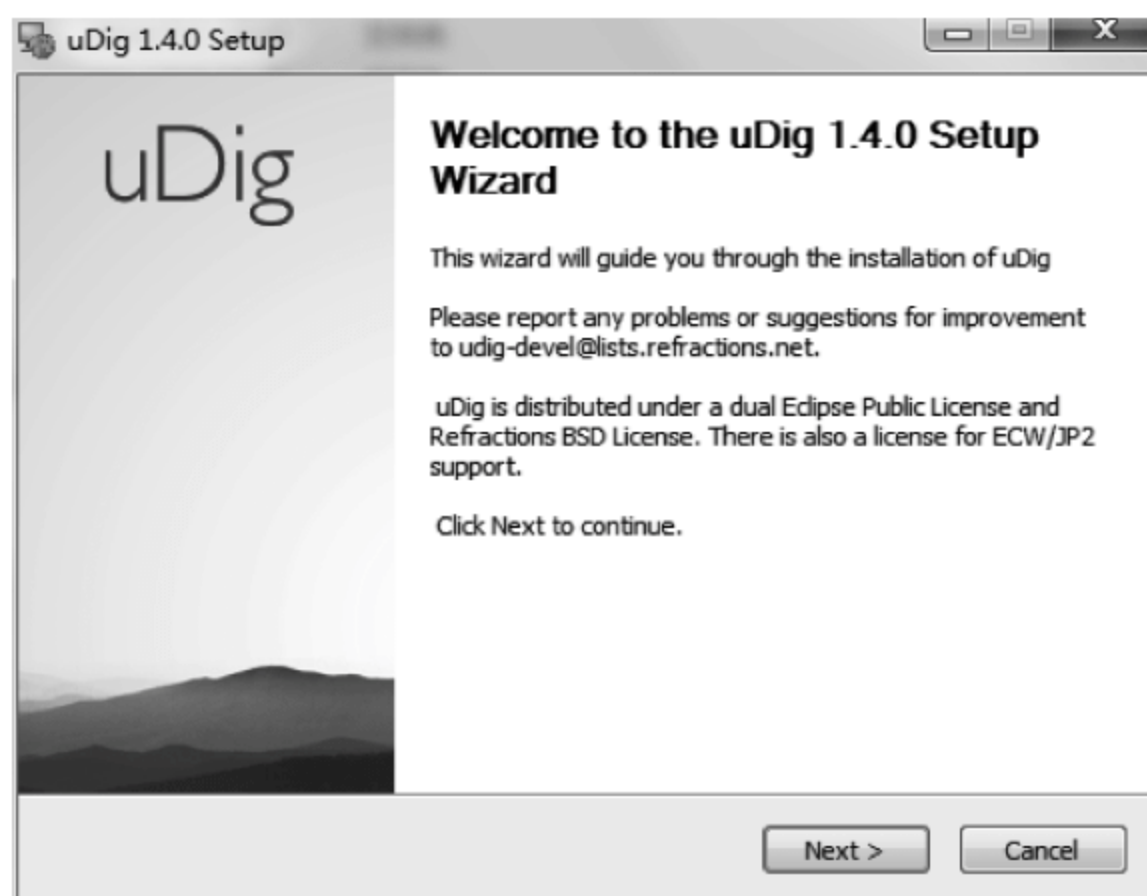 uDig 1.4.0 Setup
uDig
Welcome to the uDig 1.4.0 Setup
Wizard
This wizard will guide you through the installation of uDig
Please report any problems or suggestions for improvement
to udig-devel@lists.refractions.net.
uDig is distributed under a dual Eclipse Public License and
Refractions BSD License. There is also a license for ECW/JP2
support.
Click Next to continue.
Next >
Cancel